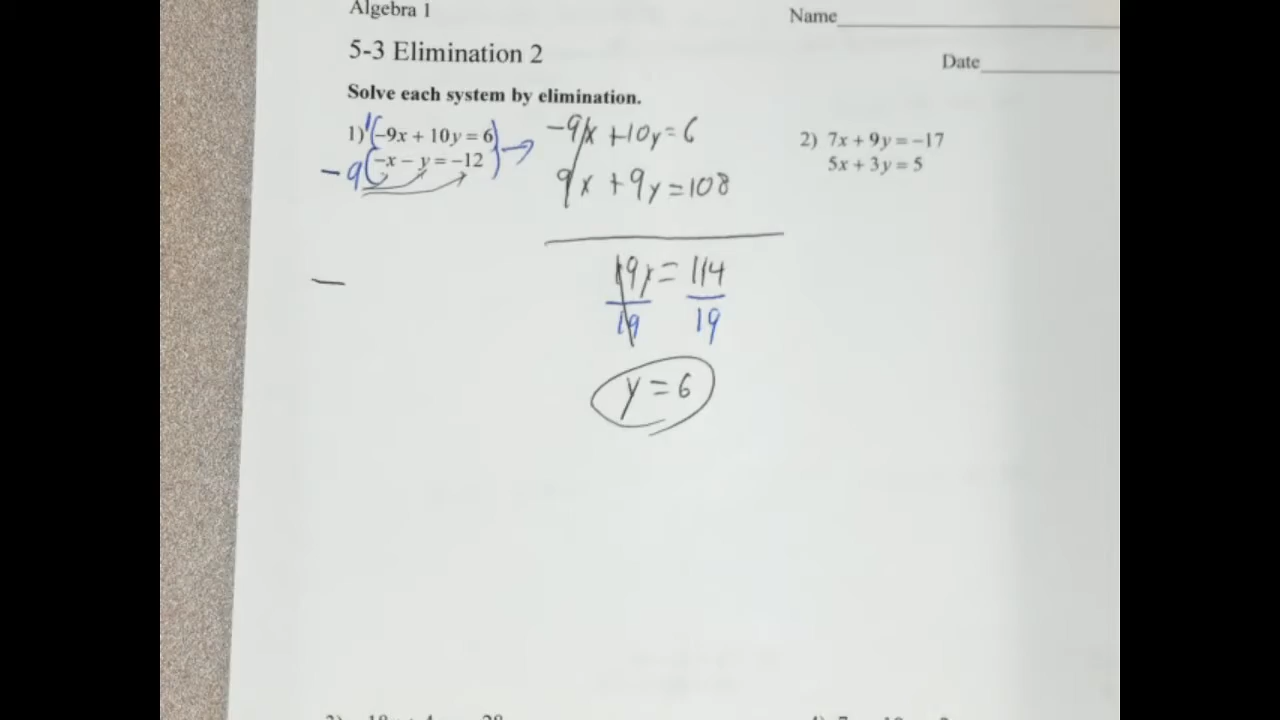 Algebra 1
Name
5-3 Elimination 2
Date
Solve each system by elimination.
1) 1(-9x + 10y = 6) →
-9(-x - y = -12)
-9x + 10y = 6
9x + 9y = 108
19y = 114
19 19
y = 6
2) 7x + 9y = -17
5x + 3y = 5